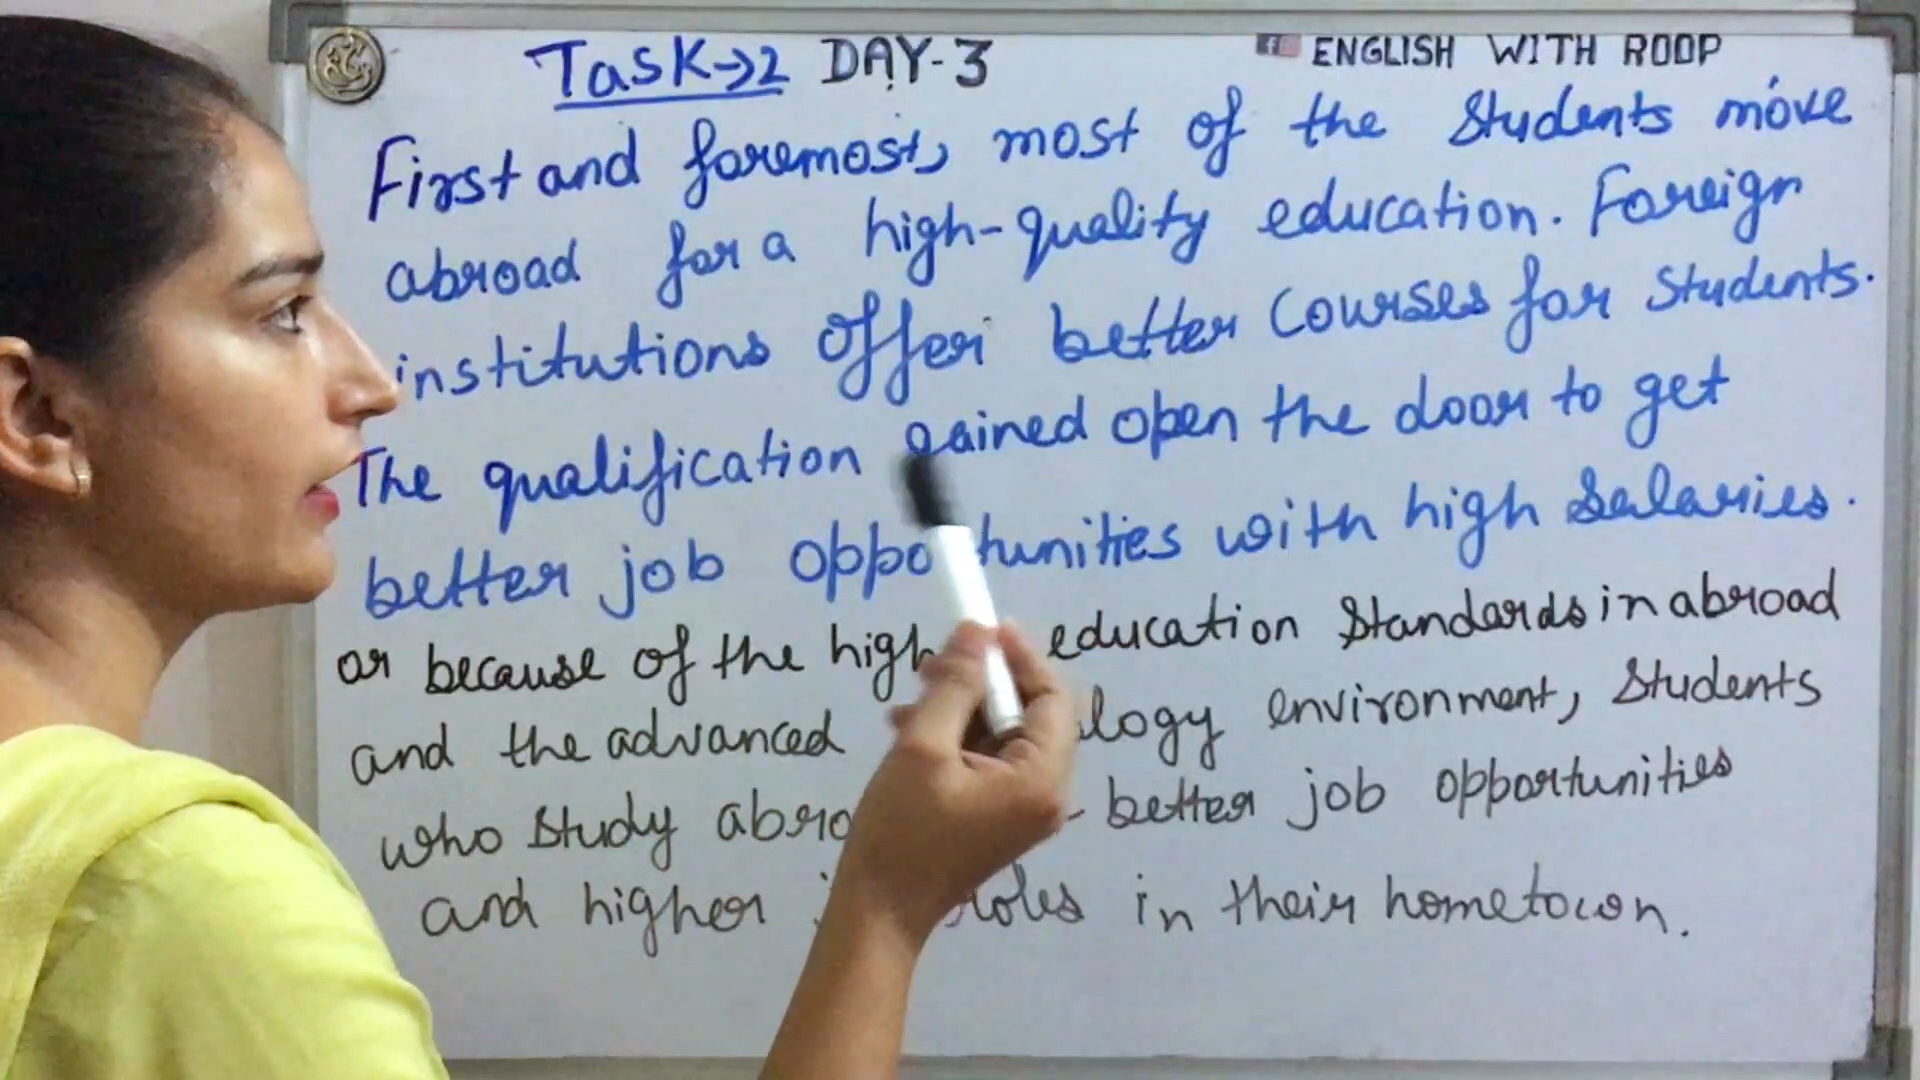 Task→2 DAY-3
ENGLISH WITH ROOP
First and foremost, most of the students move
abroad for a high-quality education. Foreign
institutions offer better courses for students.
The qualification gained open the door to get
better job opportunities with high salaries.
or because of the high education standards in abroad
and the advanced environment, students
who study better job opportunities
and higher in their hometown.